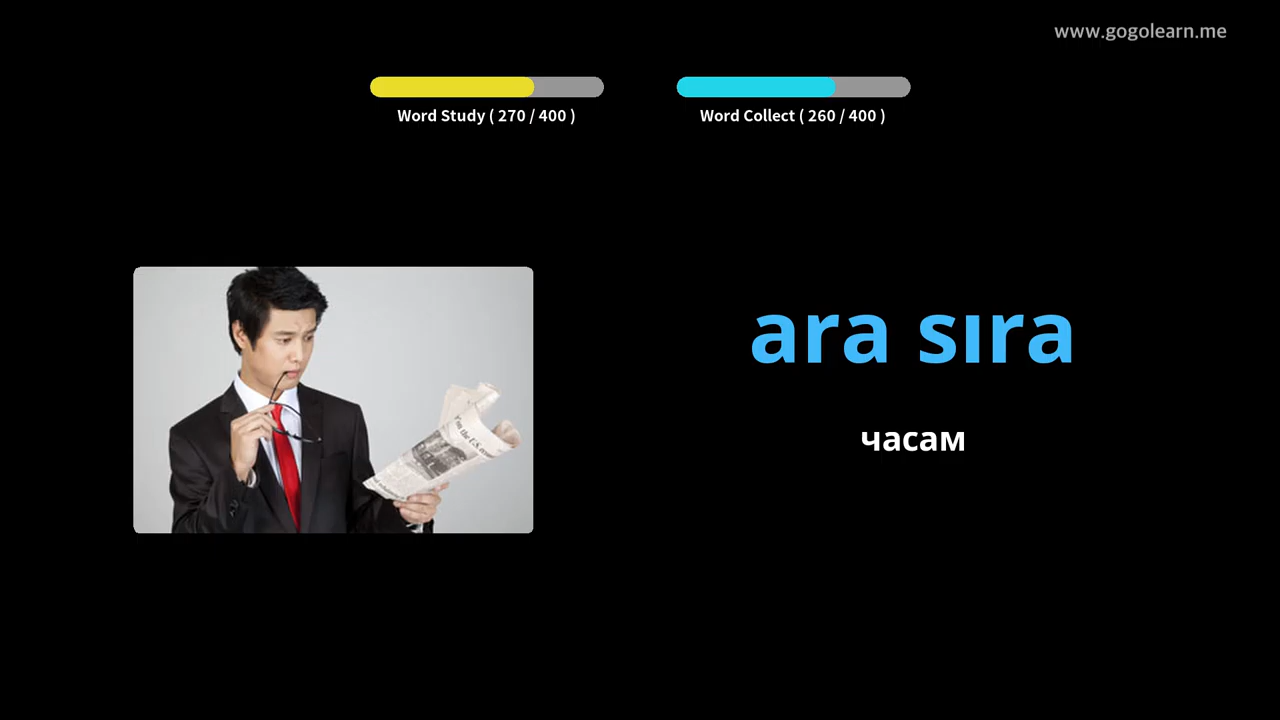 www.gogolearn.me
Word Study ( 270 / 400 )
Word Collect ( 260 / 400 )
ara sıra
часам